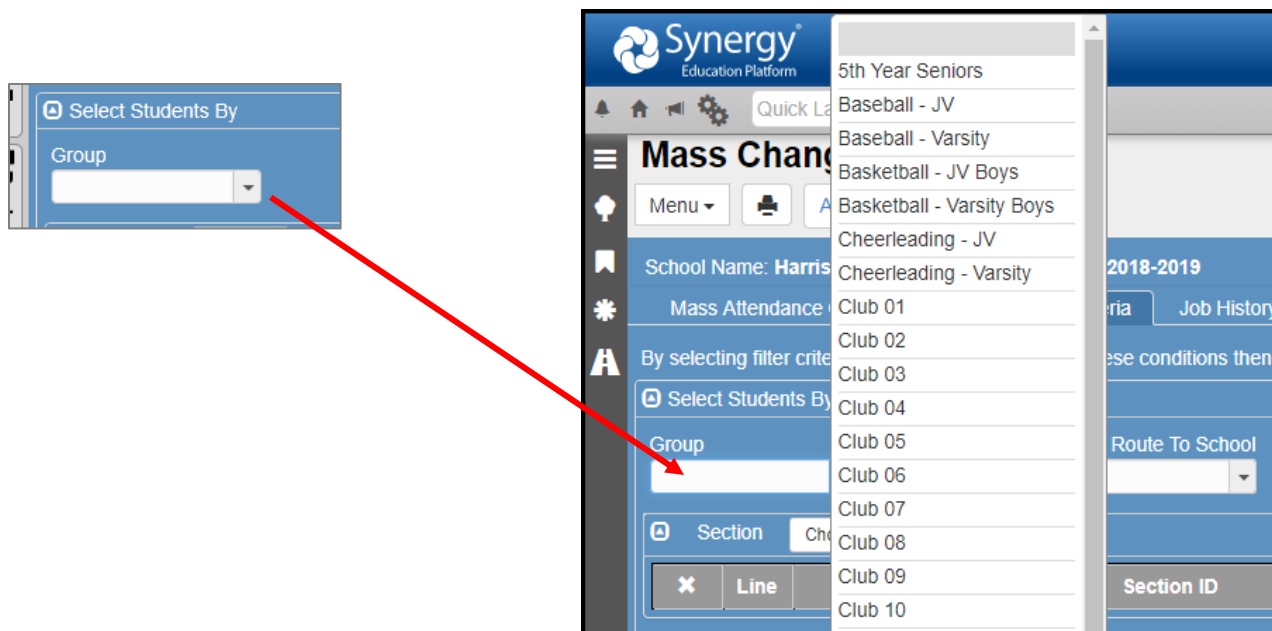 Select Students By
Group
Synergy
Education Platform
Quick La
Mass Chang
Menu
A
School Name: Harris
2018-2019
Mass Attendance
ria
Job History
By selecting filter crite
ese conditions then
Select Students By
Group
Route To School
Section
Cho
Line
Section ID
5th Year Seniors
Baseball - JV
Baseball - Varsity
Basketball - JV Boys
Basketball - Varsity Boys
Cheerleading - JV
Cheerleading - Varsity
Club 01
Club 02
Club 03
Club 04
Club 05
Club 06
Club 07
Club 08
Club 09
Club 10